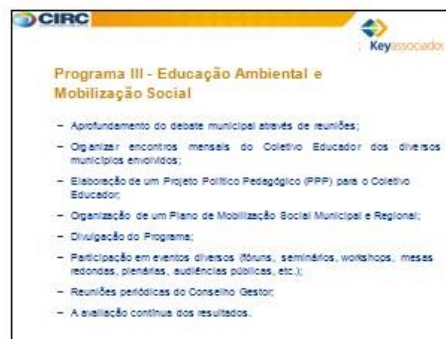 CIRC
: Keyassociados
Programa III - Educação Ambiental e
Mobilização Social
– Aprofundamento do debate municipal através de reuniões;
– Organizar encontros mensais do Coletivo Educador dos diversos
municípios envolvidos;
– Elaboração de um Projeto Político Pedagógico (PPP) para o Coletivo
Educador;
– Organização de um Plano de Mobilização Social Municipal e Regional;
– Divulgação do Programa;
– Participação em eventos diversos (fóruns, seminários, workshops, mesas
redondas, plenárias, audiências públicas, etc.);
– Reuniões periódicas do Conselho Gestor;
– A avaliação contínua dos resultados.